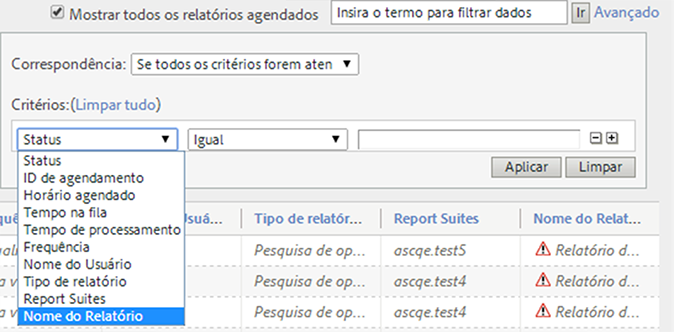 Mostrar todos os relatórios agendados Insira o termo para filtrar dados Ir Avançado
Correspondência: Se todos os critérios forem aten
Critérios:(Limpar tudo)
Status Igual
Aplicar Limpar
Status
ID de agendamento
Horário agendado
Tempo na fila
Tempo de processamento
Frequência
Nome do Usuário
Tipo de relatório
Report Suites
Nome do Relatório
Usuá... Tipo de relatór... Report Suites Nome do Relat...
Pesquisa de op... ascqe.test5 Relatório d...
Pesquisa de op... ascqe.test4 Relatório d...
Pesquisa de op... ascqe.test4 Relatório d...